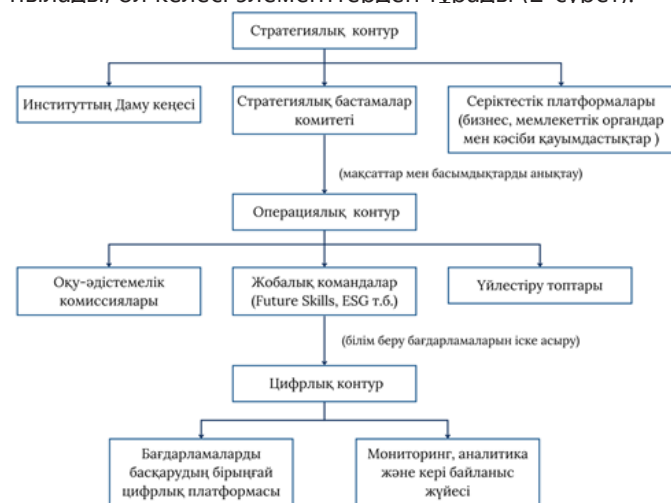 Стратегиялық контур
Институттың Даму кеңесі
Стратегиялық бастамалар
комитеті
Серіктестік платформалары
(бизнес, мемлекеттік органдар
мен кәсіби қауымдастықтар )
(мақсаттар мен басымдықтарды анықтау)
Операциялық контур
Оқу-әдістемелік
комиссиялары
Жобалық командалар
(Future Skills, ESG т.б.)
Үйлестіру топтары
(білім беру бағдарламаларын іске асыру)
Цифрлық контур
Бағдарламаларды
басқарудың бірыңғай
цифрлық платформасы
Мониторинг, аналитика
және кері байланыс
жүйесі